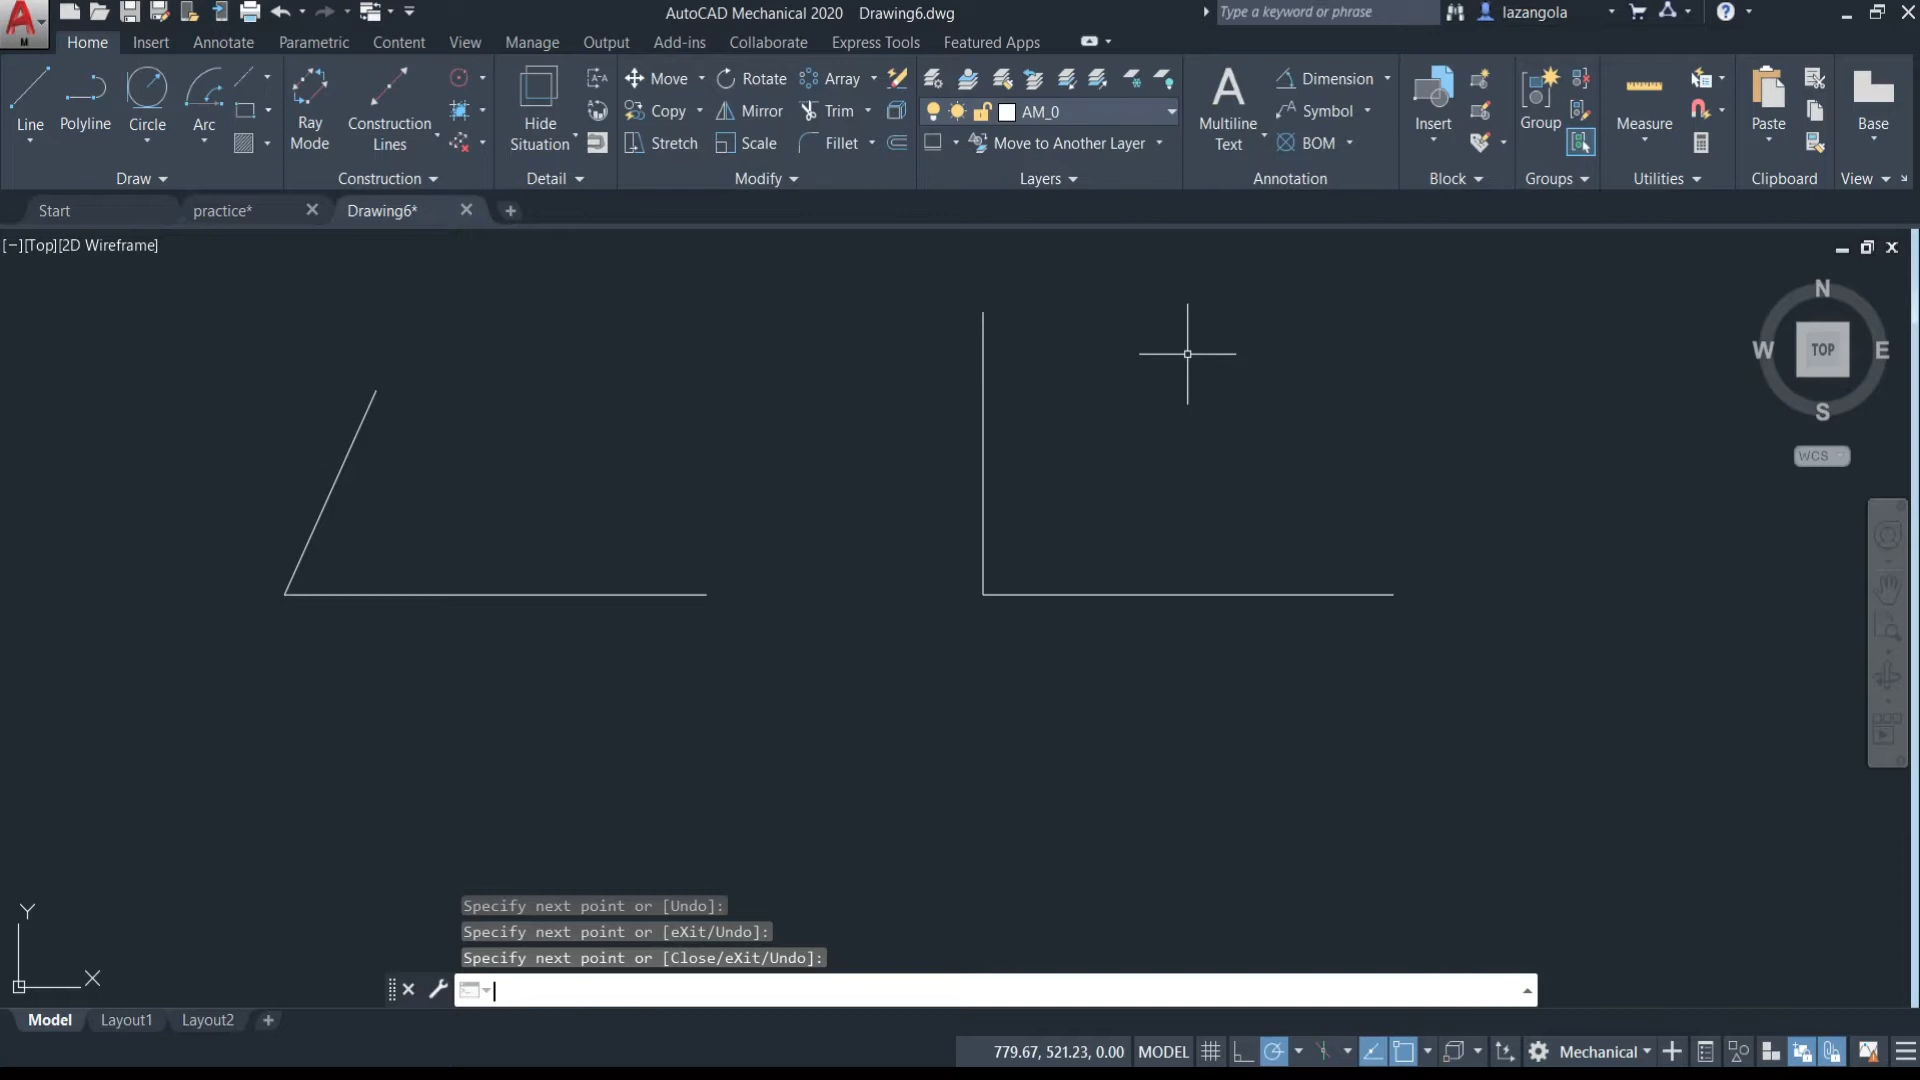 AutoCAD Mechanical 2020 Drawing6.dwg
Type a keyword or phrase
lazangola
M
Home Insert Annotate Parametric Content View Manage Output Add-ins Collaborate Express Tools Featured Apps
Line Polyline Circle Arc
Draw
Ray Mode
Construction Lines
Construction
Hide Situation
Detail
Move Rotate Array
Copy Mirror Trim
Stretch Scale Fillet
Modify
AM_0
Move to Another Layer
Layers
Multiline Text
Dimension
Symbol
BOM
Annotation
Insert
Block
Group
Groups
Measure
Utilities
Paste
Clipboard
Base
View
Start practice* Drawing6*
[−][Top][2D Wireframe]
N
W TOP E
S
WCS
Y
X
Specify next point or [Undo]:
Specify next point or [eXit/Undo]:
Specify next point or [Close/eXit/Undo]:
Model Layout1 Layout2
779.67, 521.23, 0.00 MODEL Mechanical